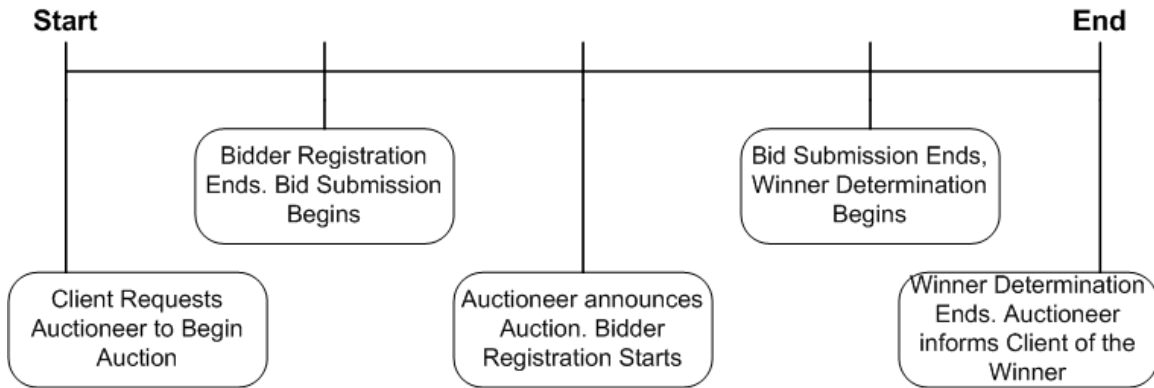 Start
End
Bidder Registration
Ends. Bid Submission
Begins
Bid Submission Ends,
Winner Determination
Begins
Client Requests
Auctioneer to Begin
Auction
Auctioneer announces
Auction. Bidder
Registration Starts
Winner Determination
Ends. Auctioneer
informs Client of the
Winner